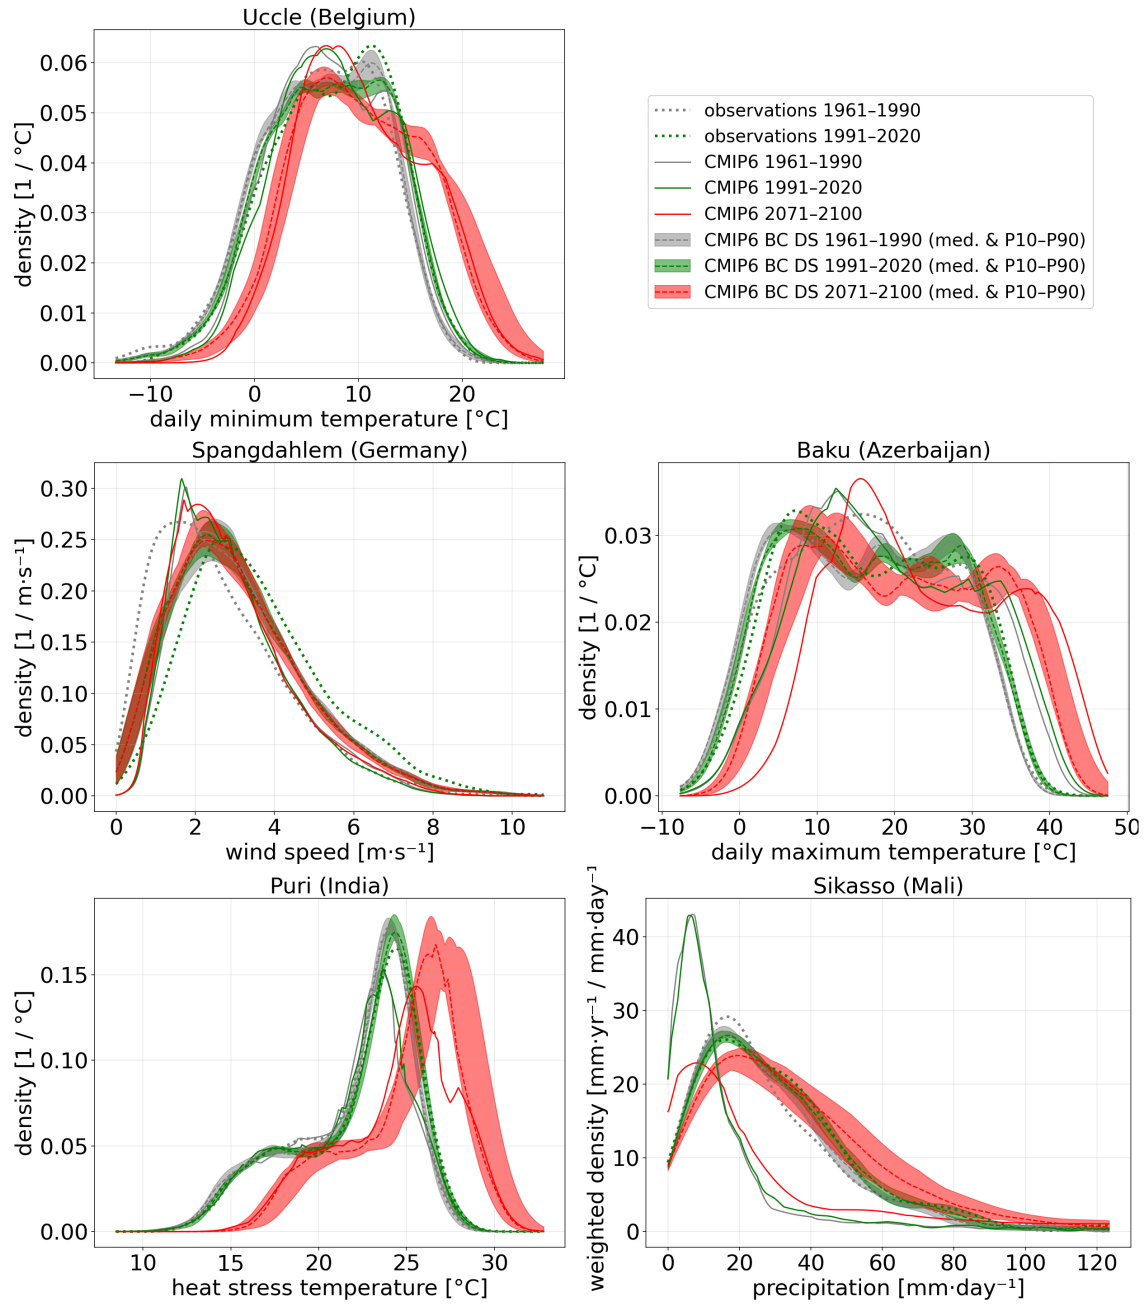 Uccle (Belgium)
density [1 / °C]
0.06
0.05
0.04
0.03
0.02
0.01
0.00
−10 0 10 20
daily minimum temperature [°C]
observations 1961–1990
observations 1991–2020
CMIP6 1961–1990
CMIP6 1991–2020
CMIP6 2071–2100
CMIP6 BC DS 1961–1990 (med. & P10–P90)
CMIP6 BC DS 1991–2020 (med. & P10–P90)
CMIP6 BC DS 2071–2100 (med. & P10–P90)
Spangdahlem (Germany)
density [1 / m·s⁻¹]
0.30
0.25
0.20
0.15
0.10
0.05
0.00
0 2 4 6 8 10
wind speed [m·s⁻¹]
Baku (Azerbaijan)
density [1 / °C]
0.03
0.02
0.01
0.00
−10 0 10 20 30 40 50
daily maximum temperature [°C]
Puri (India)
density [1 / °C]
0.15
0.10
0.05
0.00
10 15 20 25 30
heat stress temperature [°C]
Sikasso (Mali)
weighted density [mm·yr⁻¹ / mm·day⁻¹
40
30
20
10
0
0 20 40 60 80 100 120
precipitation [mm·day⁻¹]